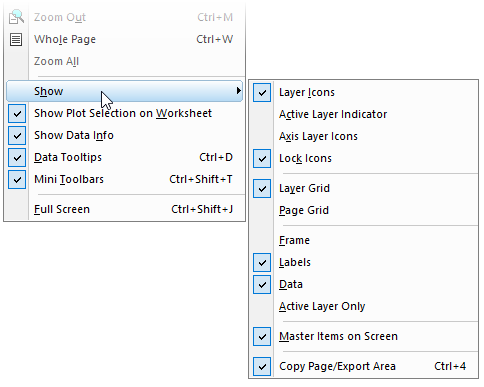 Zoom Out Ctrl+M
Whole Page Ctrl+W
Zoom All
Show
Show Plot Selection on Worksheet
Show Data Info
Data Tooltips Ctrl+D
Mini Toolbars Ctrl+Shift+T
Full Screen Ctrl+Shift+J
Layer Icons
Active Layer Indicator
Axis Layer Icons
Lock Icons
Layer Grid
Page Grid
Frame
Labels
Data
Active Layer Only
Master Items on Screen
Copy Page/Export Area Ctrl+4